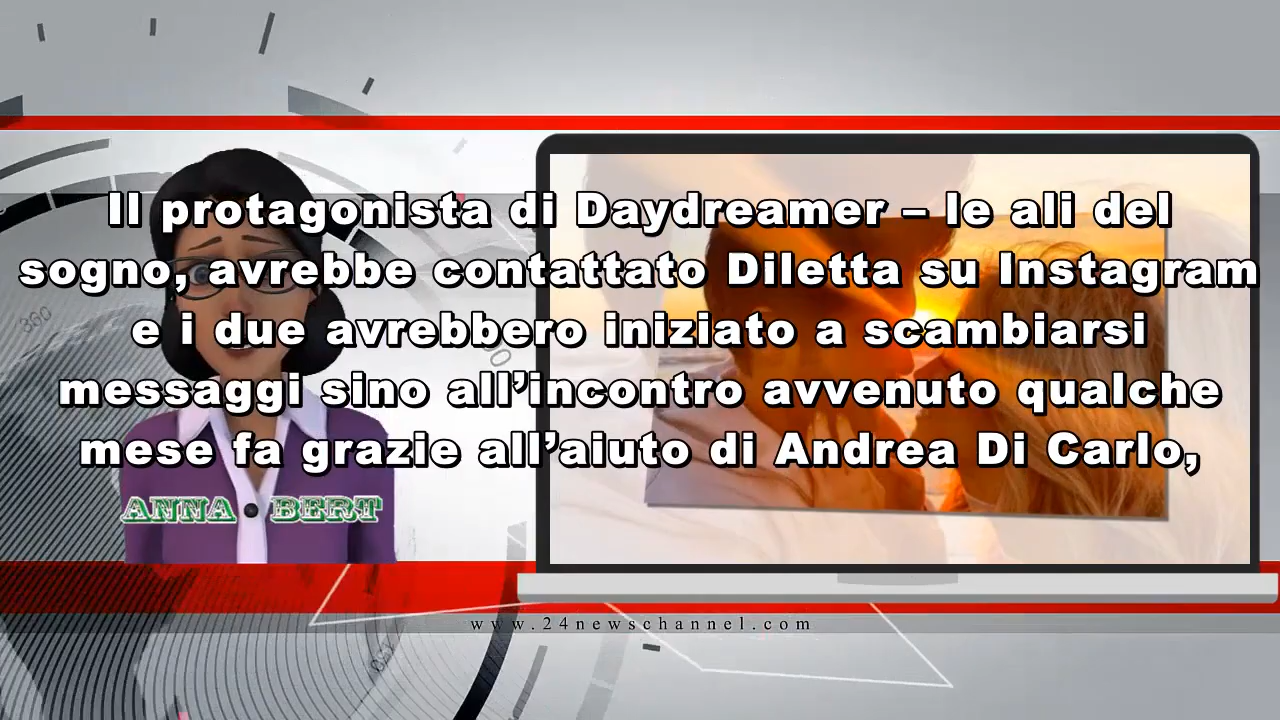 Il protagonista di Daydreamer – le ali del
sogno, avrebbe contattato Diletta su Instagram
e i due avrebbero iniziato a scambiarsi
messaggi sino all’incontro avvenuto qualche
mese fa grazie all’aiuto di Andrea Di Carlo,
ANNA • BERT
www.24newschannel.com
360